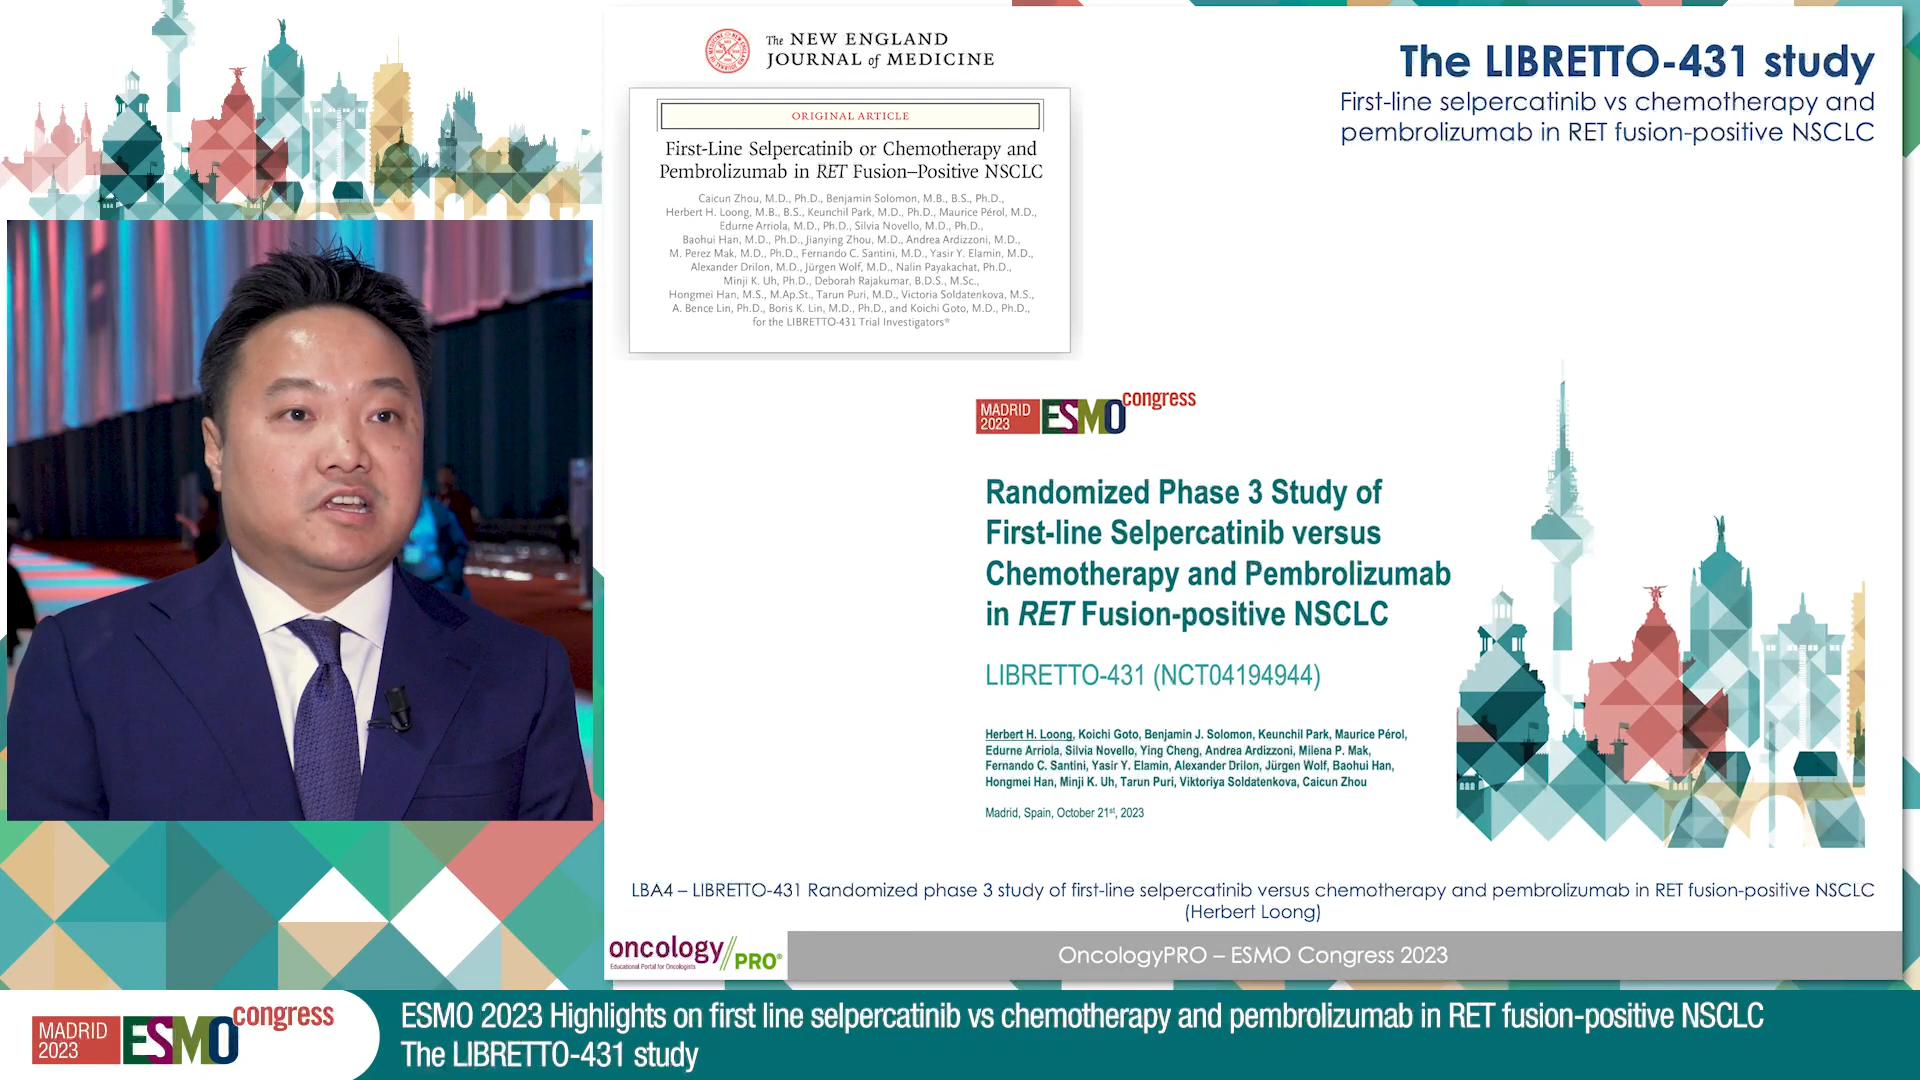 The NEW ENGLAND
JOURNAL of MEDICINE
ORIGINAL ARTICLE
First-Line Selpercatinib or Chemotherapy and
Pembrolizumab in RET Fusion–Positive NSCLC
Caicun Zhou, M.D., Ph.D., Benjamin Solomon, M.B., B.S., Ph.D.,
Herbert H. Loong, M.B., B.S., Keunchil Park, M.D., Ph.D., Maurice Pérol, M.D.,
Edurne Arriola, M.D., Ph.D., Silvia Novello, M.D., Ph.D.,
Baohui Han, M.D., Ph.D., Jianying Zhou, M.D., Andrea Ardizzoni, M.D.,
M. Perez Mak, M.D., Ph.D., Fernando C. Santini, M.D., Yasir Y. Elamin, M.D.,
Alexander Drilon, M.D., Jürgen Wolf, M.D., Nalin Payakachat, Ph.D.,
Minji K. Uh, Ph.D., Deborah Rajakumar, B.D.S., M.Sc.,
Hongmei Han, M.S., M.Ap.St., Tarun Puri, M.D., Victoria Soldatenkova, M.S.,
A. Bence Lin, Ph.D., Boris K. Lin, M.D., Ph.D., and Koichi Goto, M.D., Ph.D.,
for the LIBRETTO-431 Trial Investigators*
The LIBRETTO-431 study
First-line selpercatinib vs chemotherapy and
pembrolizumab in RET fusion-positive NSCLC
MADRID
2023
ESMO congress
Randomized Phase 3 Study of
First-line Selpercatinib versus
Chemotherapy and Pembrolizumab
in RET Fusion-positive NSCLC
LIBRETTO-431 (NCT04194944)
Herbert H. Loong, Koichi Goto, Benjamin J. Solomon, Keunchil Park, Maurice Pérol,
Edurne Arriola, Silvia Novello, Ying Cheng, Andrea Ardizzoni, Milena P. Mak,
Fernando C. Santini, Yasir Y. Elamin, Alexander Drilon, Jürgen Wolf, Baohui Han,
Hongmei Han, Minji K. Uh, Tarun Puri, Viktoriya Soldatenkova, Caicun Zhou
Madrid, Spain, October 21st, 2023
LBA4 – LIBRETTO-431 Randomized phase 3 study of first-line selpercatinib versus chemotherapy and pembrolizumab in RET fusion-positive NSCLC
(Herbert Loong)
oncology//PRO®
Educational Portal for Oncologists
OncologyPRO – ESMO Congress 2023
MADRID
2023
ESMO congress
ESMO 2023 Highlights on first line selpercatinib vs chemotherapy and pembrolizumab in RET fusion-positive NSCLC
The LIBRETTO-431 study